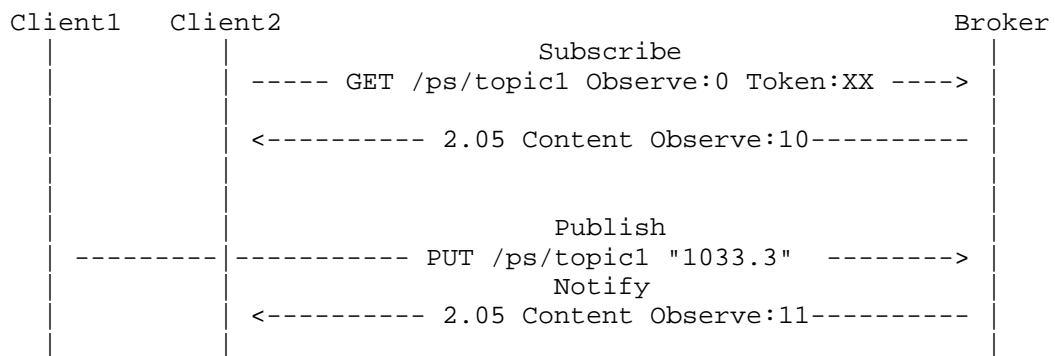 Client1 Client2 Broker
Subscribe
----- GET /ps/topic1 Observe:0 Token:XX ---->
<---------- 2.05 Content Observe:10----------
Publish
---------|----------- PUT /ps/topic1 "1033.3" -------->
Notify
<---------- 2.05 Content Observe:11----------